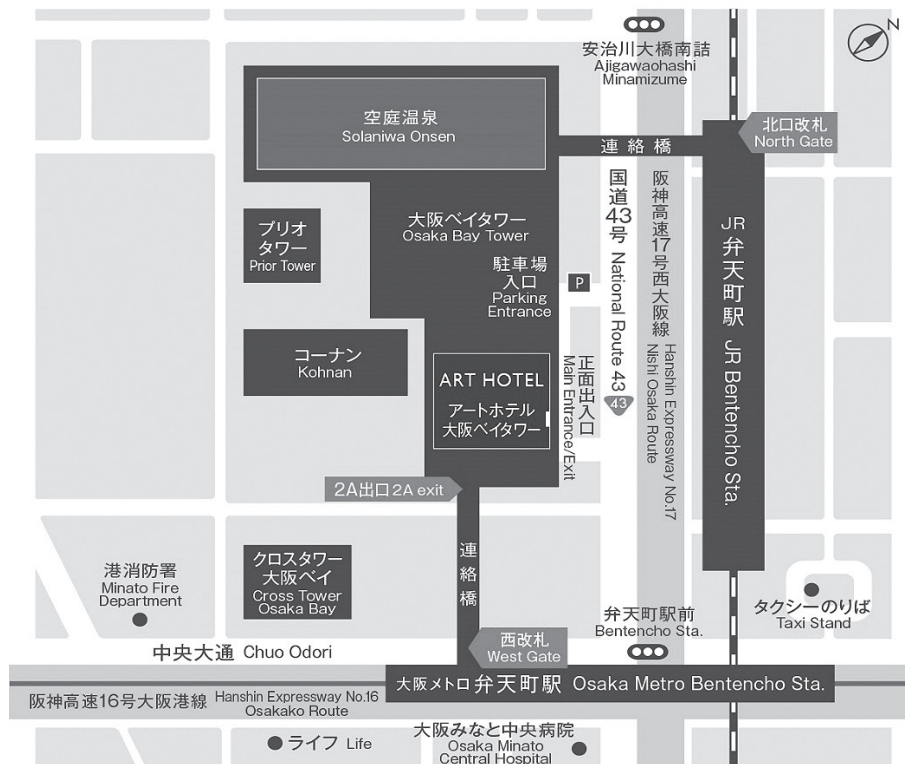 N
安治川大橋南詰
Ajigawaohashi
Minamizume
空庭温泉
Solaniwa Onsen
連絡橋
北口改札
North Gate
大阪ベイタワー
Osaka Bay Tower
プリオ
タワー
Prior Tower
駐車場
入口
Parking
Entrance
P
国道43号 National Route 43
43
阪神高速17号西大阪線 Hanshin Expressway No.17
Nishi Osaka Route
JR弁天町駅 JR Bentencho Sta.
コーナン
Kohnan
ART HOTEL
アートホテル
大阪ベイタワー
正面出入口
Main Entrance/Exit
2A出口 2A exit
連絡橋
クロスタワー
大阪ベイ
Cross Tower
Osaka Bay
港消防署
Minato Fire
Department
弁天町駅前
Bentencho Sta.
タクシーのりば
Taxi Stand
西改札
West Gate
中央大通 Chuo Odori
大阪メトロ 弁天町駅 Osaka Metro Bentencho Sta.
阪神高速16号大阪港線 Hanshin Expressway No.16
Osakako Route
ライフ Life
大阪みなと中央病院
Osaka Minato
Central Hospital